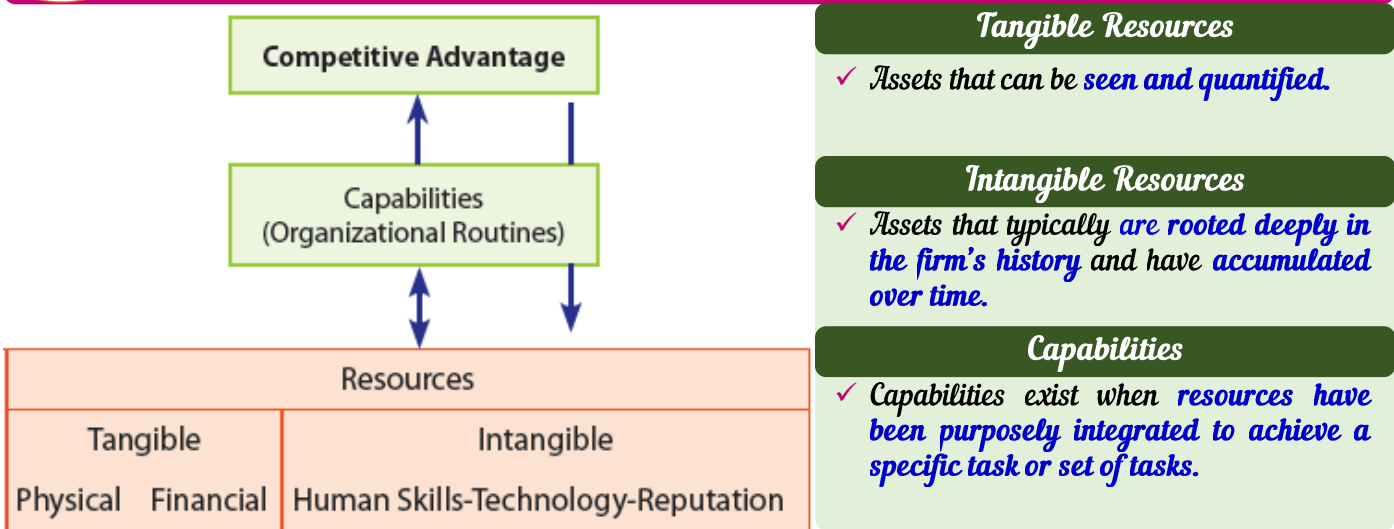 Competitive Advantage
Capabilities
(Organizational Routines)
Resources
Tangible
Intangible
Physical Financial
Human Skills-Technology-Reputation
Tangible Resources
✓ Assets that can be seen and quantified.
Intangible Resources
✓ Assets that typically are rooted deeply in
the firm's history and have accumulated
over time.
Capabilities
✓ Capabilities exist when resources have
been purposely integrated to achieve a
specific task or set of tasks.